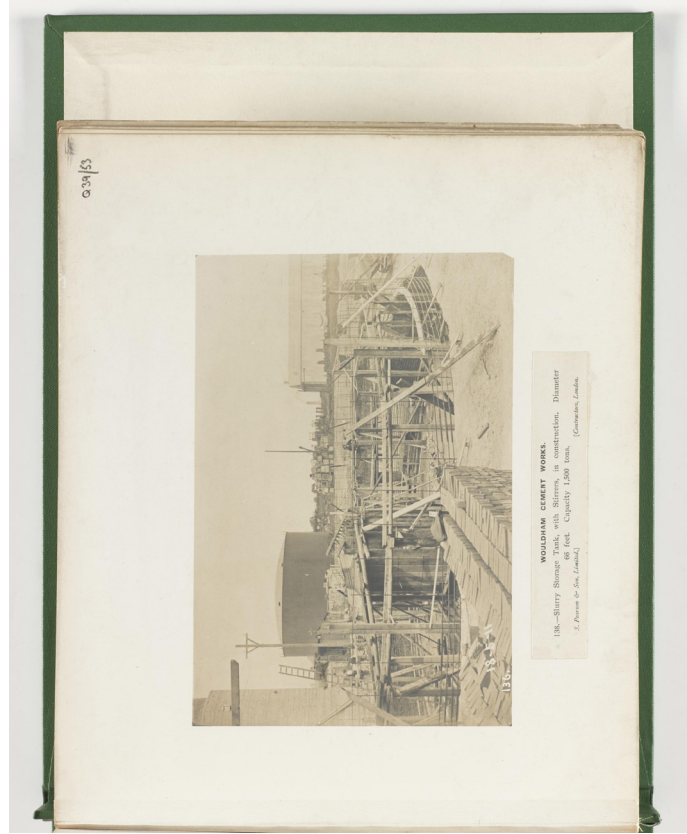 Q39/53
WOULDHAM CEMENT WORKS.
138.—Slurry Storage Tank, with Stirrers, in construction. Diameter
66 feet. Capacity 1,500 tons.
S. Pearson & Son, Limited,] [Contractors, London.
136.